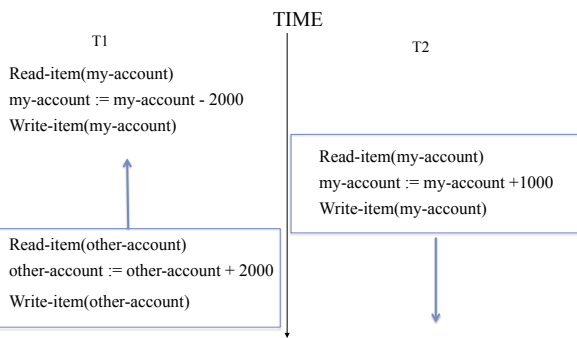 TIME
T1
T2
Read-item(my-account)
my-account := my-account - 2000
Write-item(my-account)
Read-item(my-account)
my-account := my-account +1000
Write-item(my-account)
Read-item(other-account)
other-account := other-account + 2000
Write-item(other-account)